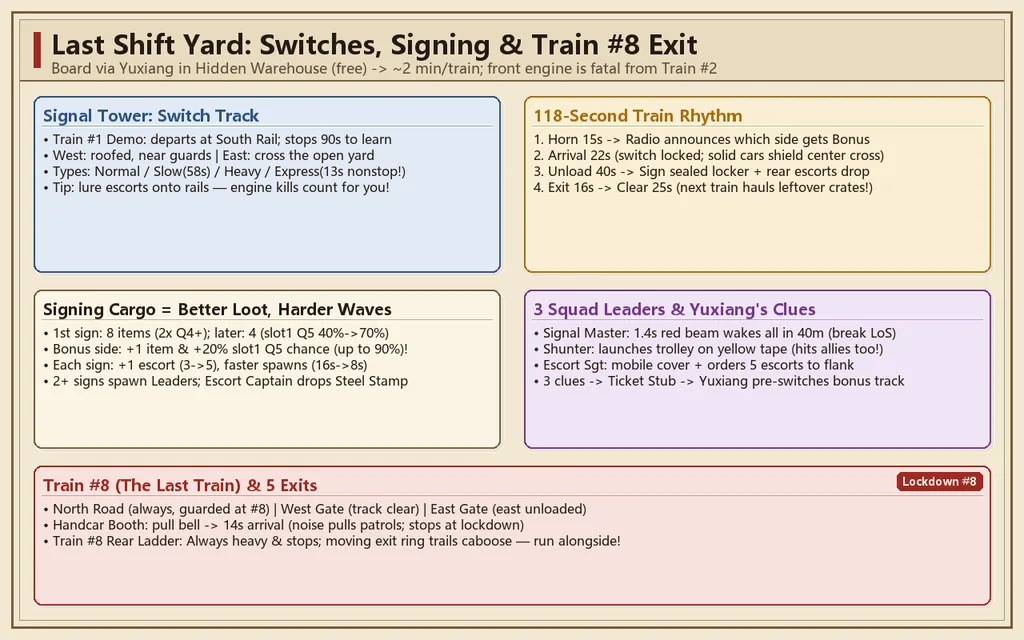 Last Shift Yard: Switches, Signing & Train #8 Exit
Board via Yuxiang in Hidden Warehouse (free) -> ~2 min/train; front engine is fatal from Train #2
Signal Tower: Switch Track
• Train #1 Demo: departs at South Rail; stops 90s to learn
• West: roofed, near guards | East: cross the open yard
• Types: Normal / Slow(58s) / Heavy / Express(13s nonstop!)
• Tip: lure escorts onto rails — engine kills count for you!
118-Second Train Rhythm
1. Horn 15s -> Radio announces which side gets Bonus
2. Arrival 22s (switch locked; solid cars shield center cross)
3. Unload 40s -> Sign sealed locker + rear escorts drop
4. Exit 16s -> Clear 25s (next train hauls leftover crates!)
Signing Cargo = Better Loot, Harder Waves
• 1st sign: 8 items (2x Q4+); later: 4 (slot1 Q5 40%->70%)
• Bonus side: +1 item & +20% slot1 Q5 chance (up to 90%)!
• Each sign: +1 escort (3->5), faster spawns (16s->8s)
• 2+ signs spawn Leaders; Escort Captain drops Steel Stamp
3 Squad Leaders & Yuxiang's Clues
• Signal Master: 1.4s red beam wakes all in 40m (break LoS)
• Shunter: launches trolley on yellow tape (hits allies too!)
• Escort Sgt: mobile cover + orders 5 escorts to flank
• 3 clues -> Ticket Stub -> Yuxiang pre-switches bonus track
Train #8 (The Last Train) & 5 Exits
Lockdown #8
• North Road (always, guarded at #8) | West Gate (track clear) | East Gate (east unloaded)
• Handcar Booth: pull bell -> 14s arrival (noise pulls patrols; stops at lockdown)
• Train #8 Rear Ladder: Always heavy & stops; moving exit ring trails caboose — run alongside!